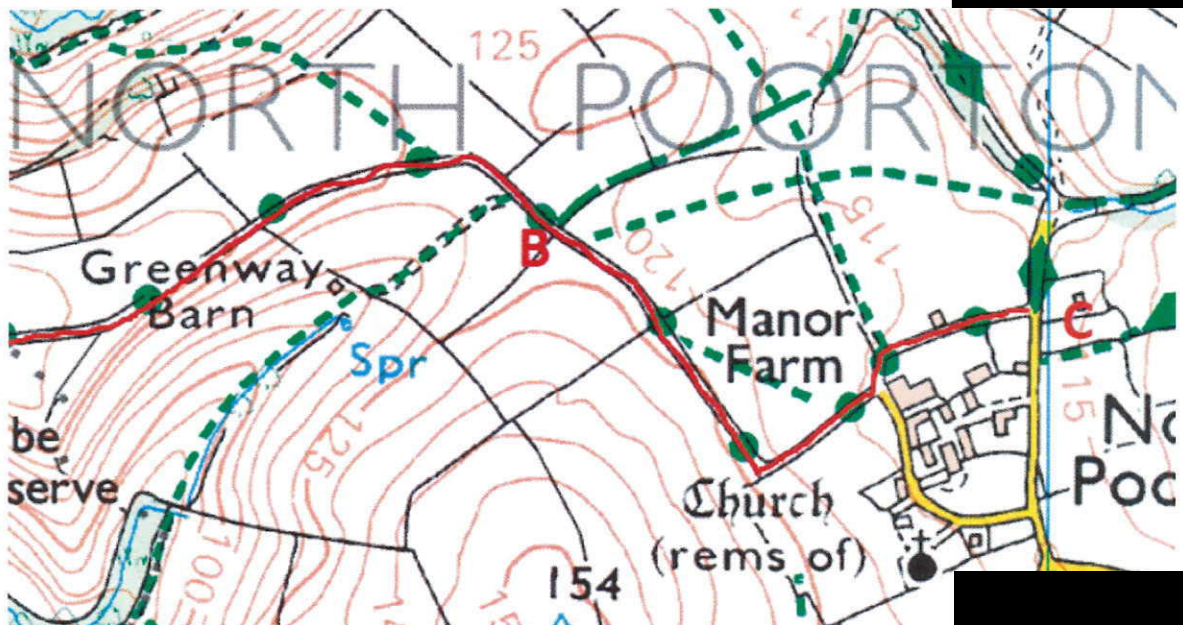 125
NORTH POORTON
B
120
115
Greenway
Barn
Manor
Farm
C
Spr
be
serve
125
15
No
Poo
Church
(rems of)
100
154